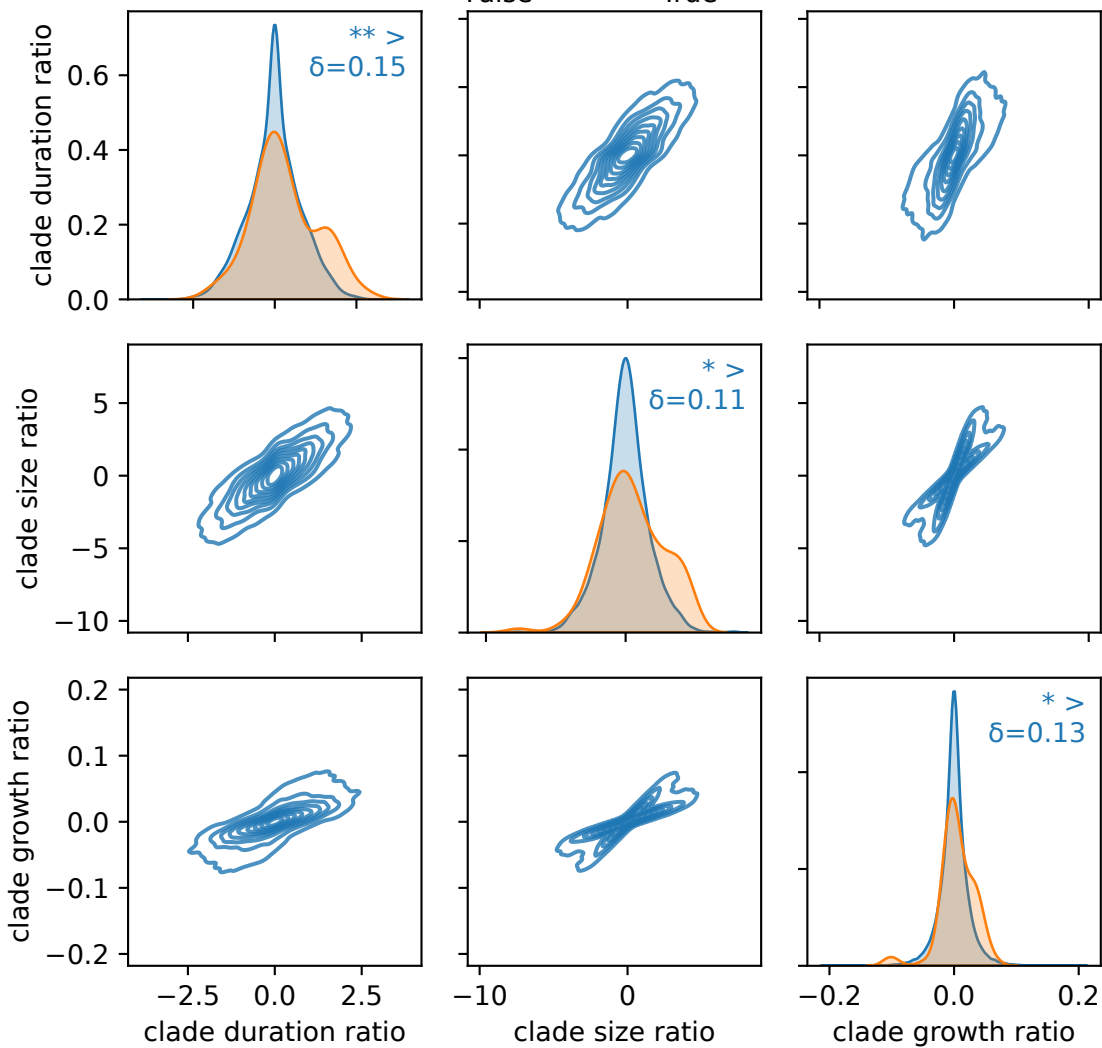 False True
clade duration ratio
0.6
0.4
0.2
0.0
** >
δ=0.15
clade size ratio
5
0
−5
−10
* >
δ=0.11
clade growth ratio
0.2
0.1
0.0
−0.1
−0.2
* >
δ=0.13
−2.5 0.0 2.5
−10 0
−0.2 0.0 0.2
clade duration ratio
clade size ratio
clade growth ratio